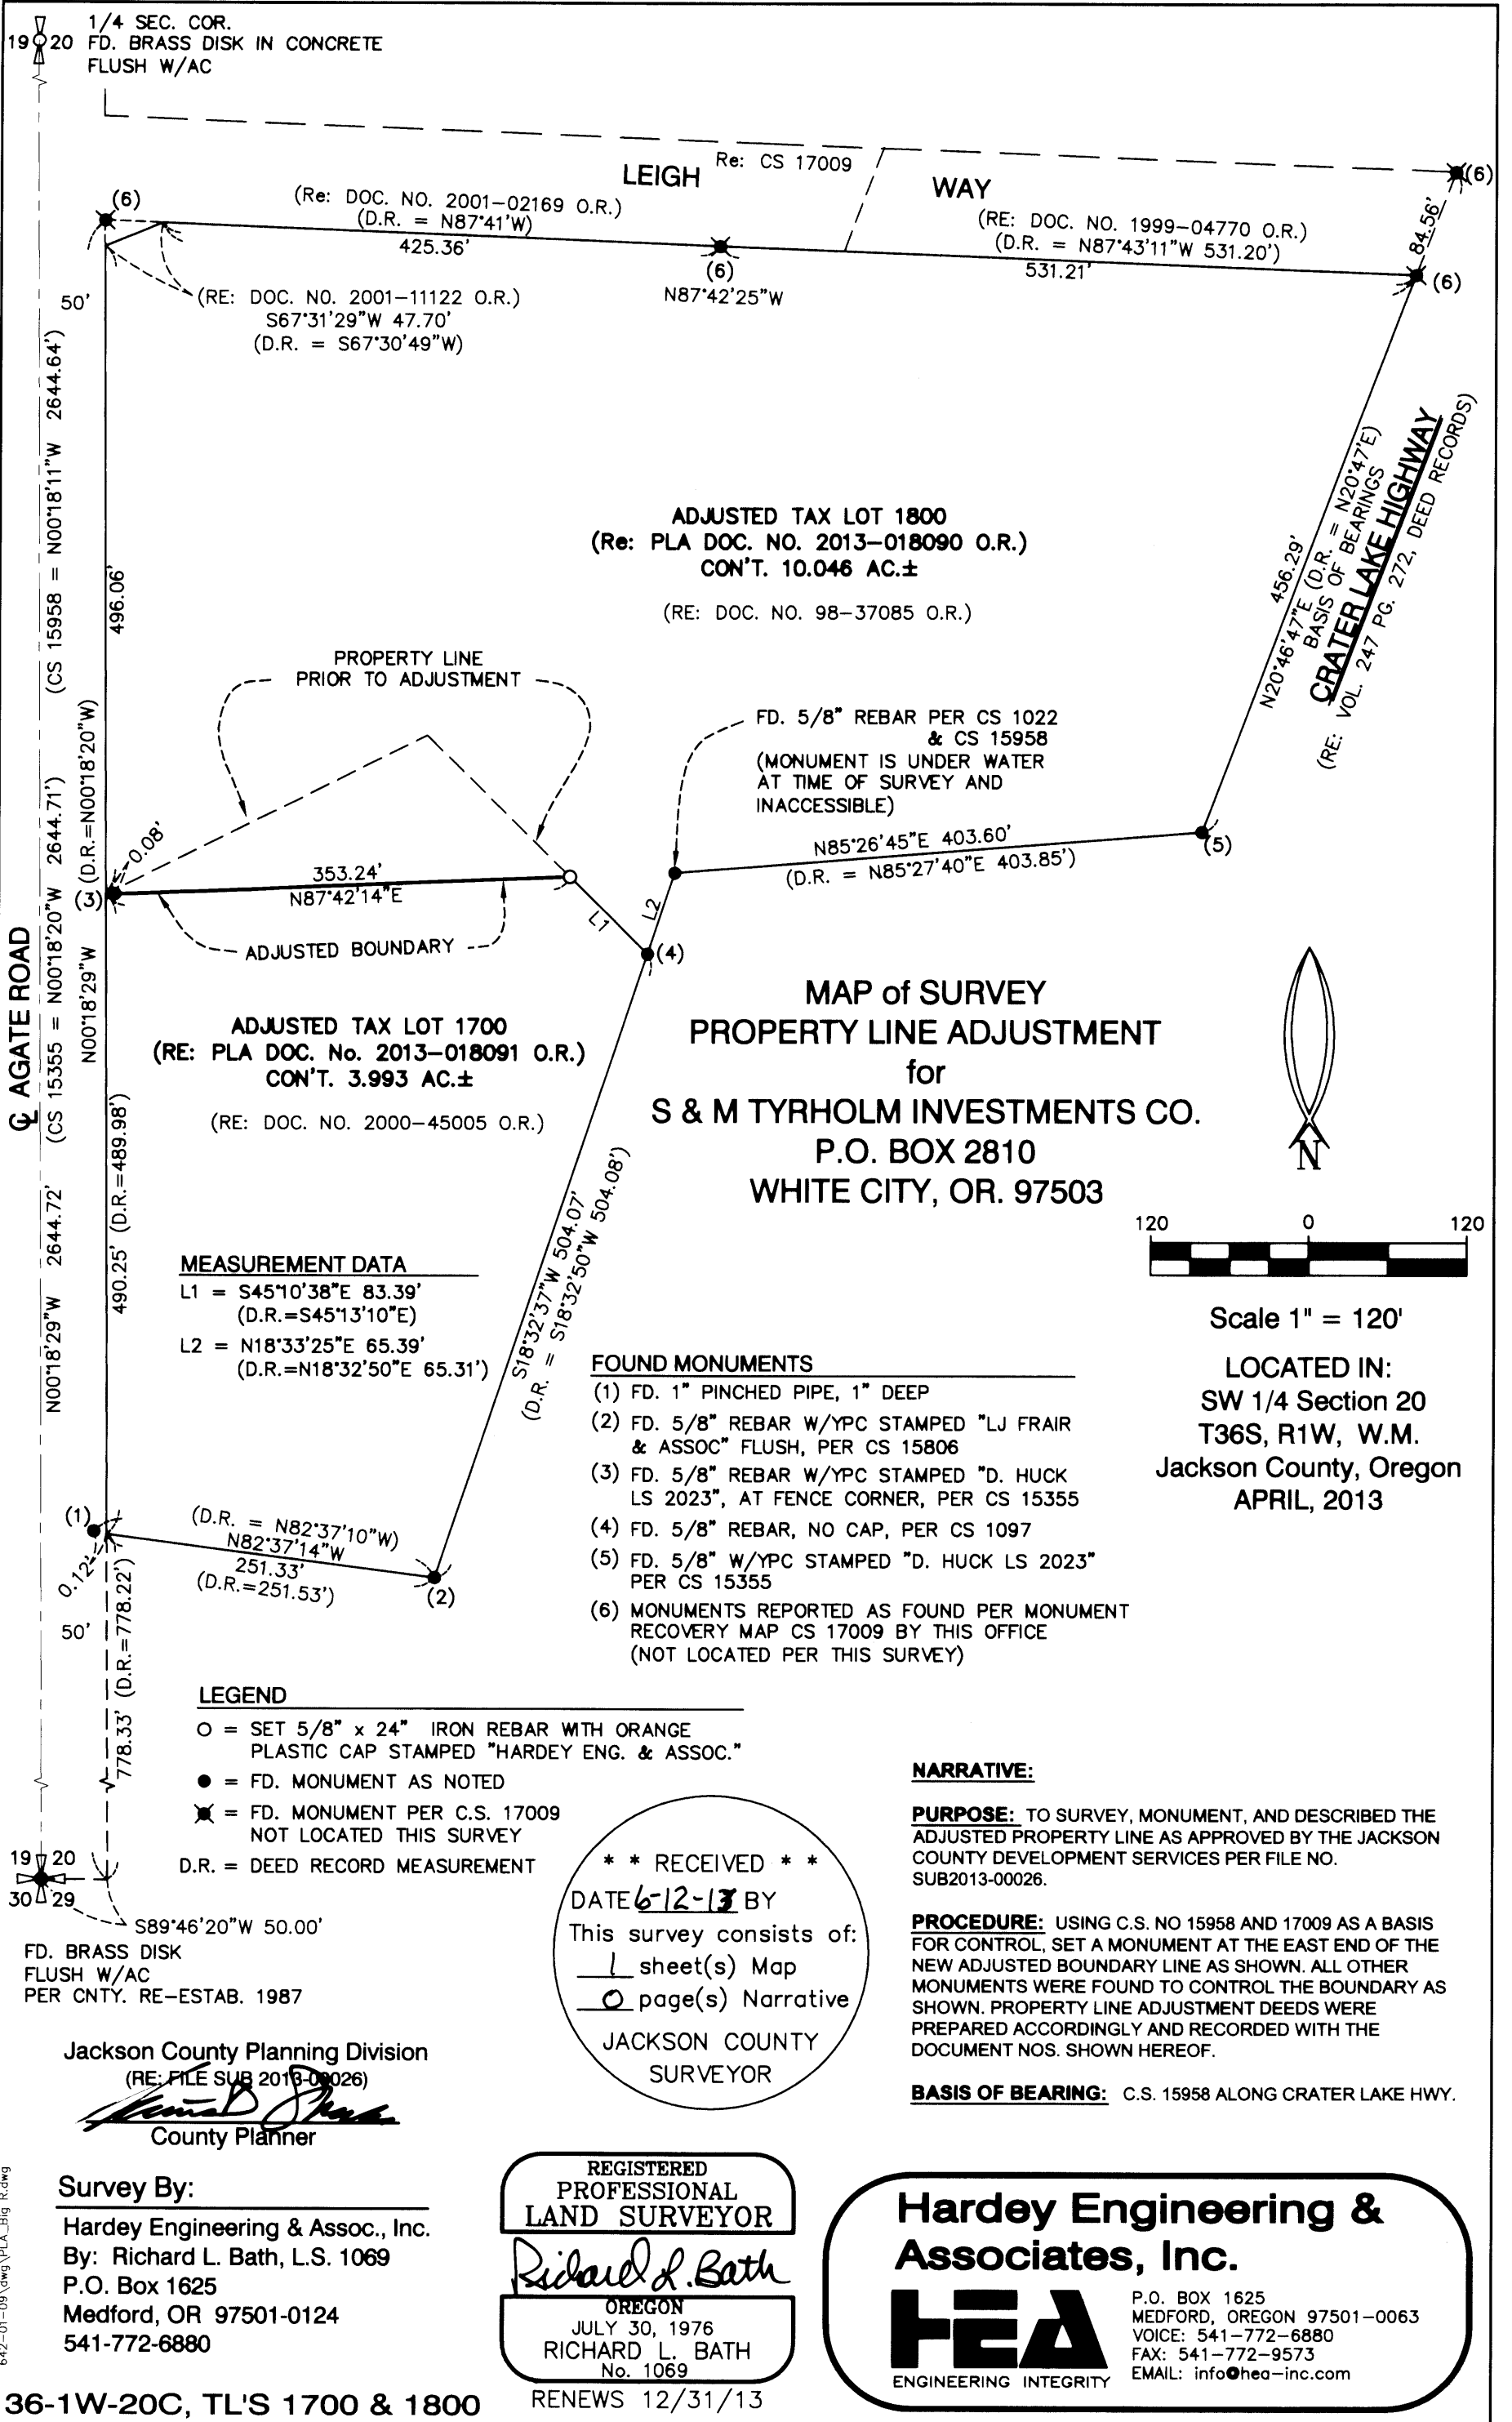 1/4 SEC. COR.
19 20 FD. BRASS DISK IN CONCRETE
FLUSH W/AC
LEIGH WAY
Re: CS 17009
(6)
(6)
(Re: DOC. NO. 2001-02169 O.R.)
(D.R. = N87°41'W)
425.36'
(6)
N87°42'25"W
(RE: DOC. NO. 1999-04770 O.R.)
(D.R. = N87°43'11"W 531.20')
531.21'
84.56'
(6)
50'
(RE: DOC. NO. 2001-11122 O.R.)
S67°31'29"W 47.70'
(D.R. = S67°30'49"W)
(CS 15958 = N00°18'11"W 2644.64')
496.06'
ADJUSTED TAX LOT 1800
(Re: PLA DOC. NO. 2013-018090 O.R.)
CON'T. 10.046 AC.±
(RE: DOC. NO. 98-37085 O.R.)
456.29'
N20°46'47"E (D.R. = N20°47'E)
BASIS OF BEARINGS
CRATER LAKE HIGHWAY
(RE: VOL. 247 PG. 272, DEED RECORDS)
PROPERTY LINE
PRIOR TO ADJUSTMENT
FD. 5/8" REBAR PER CS 1022
& CS 15958
(MONUMENT IS UNDER WATER
AT TIME OF SURVEY AND
INACCESSIBLE)
N85°26'45"E 403.60'
(D.R. = N85°27'40"E 403.85')
(5)
0.08'
(3)
353.24'
N87°42'14"E
L1
L2
(4)
ADJUSTED BOUNDARY
℄ AGATE ROAD
(CS 15355 = N00°18'20"W 2644.71')
N00°18'29"W 2644.72'
N00°18'29"W (D.R.=N00°18'20"W)
490.25' (D.R.=489.98')
ADJUSTED TAX LOT 1700
(RE: PLA DOC. No. 2013-018091 O.R.)
CON'T. 3.993 AC.±
(RE: DOC. NO. 2000-45005 O.R.)
S18°32'37"W 504.07'
(D.R. = S18°32'50"W 504.08')
MAP of SURVEY
PROPERTY LINE ADJUSTMENT
for
S & M TYRHOLM INVESTMENTS CO.
P.O. BOX 2810
WHITE CITY, OR. 97503
N
120 0 120
Scale 1" = 120'
LOCATED IN:
SW 1/4 Section 20
T36S, R1W, W.M.
Jackson County, Oregon
APRIL, 2013
MEASUREMENT DATA
L1 = S45°10'38"E 83.39'
(D.R.=S45°13'10"E)
L2 = N18°33'25"E 65.39'
(D.R.=N18°32'50"E 65.31')
FOUND MONUMENTS
(1) FD. 1" PINCHED PIPE, 1" DEEP
(2) FD. 5/8" REBAR W/YPC STAMPED "LJ FRAIR
& ASSOC" FLUSH, PER CS 15806
(3) FD. 5/8" REBAR W/YPC STAMPED "D. HUCK
LS 2023", AT FENCE CORNER, PER CS 15355
(4) FD. 5/8" REBAR, NO CAP, PER CS 1097
(5) FD. 5/8" W/YPC STAMPED "D. HUCK LS 2023"
PER CS 15355
(6) MONUMENTS REPORTED AS FOUND PER MONUMENT
RECOVERY MAP CS 17009 BY THIS OFFICE
(NOT LOCATED PER THIS SURVEY)
(1)
0.12'
50'
(D.R. = N82°37'10"W)
N82°37'14"W
251.33'
(D.R.=251.53')
(2)
778.33' (D.R.=778.22')
LEGEND
O = SET 5/8" x 24" IRON REBAR WITH ORANGE
PLASTIC CAP STAMPED "HARDEY ENG. & ASSOC."
● = FD. MONUMENT AS NOTED
= FD. MONUMENT PER C.S. 17009
NOT LOCATED THIS SURVEY
D.R. = DEED RECORD MEASUREMENT
19 20
30 29
S89°46'20"W 50.00'
FD. BRASS DISK
FLUSH W/AC
PER CNTY. RE-ESTAB. 1987
* * RECEIVED * *
DATE 6-12-13 BY
This survey consists of:
1 sheet(s) Map
0 page(s) Narrative
JACKSON COUNTY
SURVEYOR
NARRATIVE:
PURPOSE: TO SURVEY, MONUMENT, AND DESCRIBED THE
ADJUSTED PROPERTY LINE AS APPROVED BY THE JACKSON
COUNTY DEVELOPMENT SERVICES PER FILE NO.
SUB2013-00026.
PROCEDURE: USING C.S. NO 15958 AND 17009 AS A BASIS
FOR CONTROL, SET A MONUMENT AT THE EAST END OF THE
NEW ADJUSTED BOUNDARY LINE AS SHOWN. ALL OTHER
MONUMENTS WERE FOUND TO CONTROL THE BOUNDARY AS
SHOWN. PROPERTY LINE ADJUSTMENT DEEDS WERE
PREPARED ACCORDINGLY AND RECORDED WITH THE
DOCUMENT NOS. SHOWN HEREOF.
BASIS OF BEARING: C.S. 15958 ALONG CRATER LAKE HWY.
Jackson County Planning Division
(RE: FILE SUB 2013-00026)
County Planner
Survey By:
Hardey Engineering & Assoc., Inc.
By: Richard L. Bath, L.S. 1069
P.O. Box 1625
Medford, OR 97501-0124
541-772-6880
REGISTERED
PROFESSIONAL
LAND SURVEYOR
Richard L. Bath
OREGON
JULY 30, 1976
RICHARD L. BATH
No. 1069
RENEWS 12/31/13
Hardey Engineering &
Associates, Inc.
HEA
ENGINEERING INTEGRITY
P.O. BOX 1625
MEDFORD, OREGON 97501-0063
VOICE: 541-772-6880
FAX: 541-772-9573
EMAIL: info@hea-inc.com
36-1W-20C, TL'S 1700 & 1800